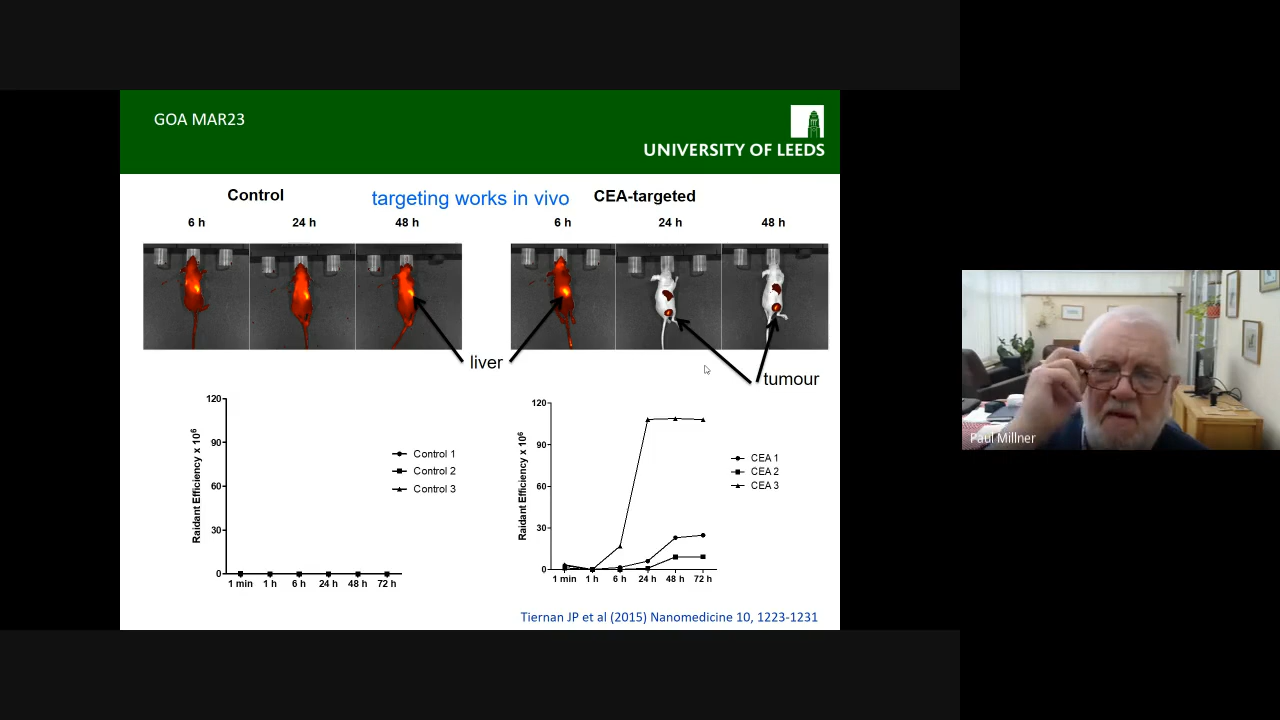 GOA MAR23
UNIVERSITY OF LEEDS
Control
targeting works in vivo
CEA-targeted
6 h
24 h
48 h
6 h
24 h
48 h
liver
tumour
120
90
60
30
0
Raidant Efficiency x 10⁶
1 min 1 h 6 h 24 h 48 h 72 h
Control 1
Control 2
Control 3
120
90
60
30
0
Raidant Efficiency x 10⁶
1 min 1 h 6 h 24 h 48 h 72 h
CEA 1
CEA 2
CEA 3
Tiernan JP et al (2015) Nanomedicine 10, 1223-1231
Paul Millner